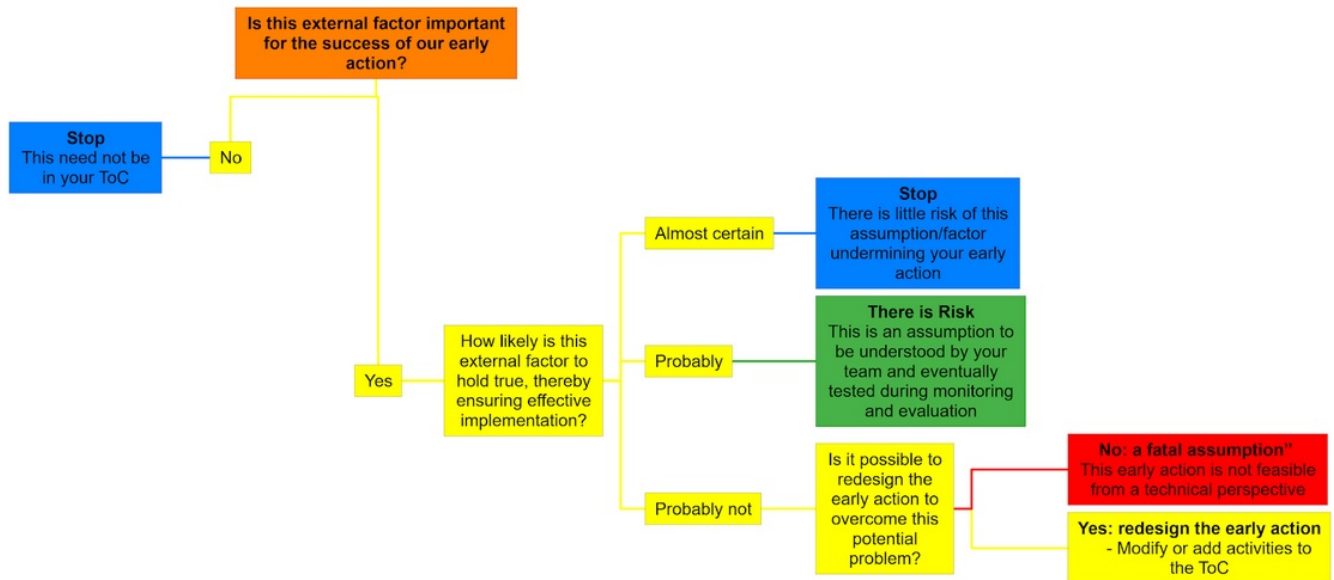 Is this external factor important
for the success of our early
action?
Stop
This need not be
in your ToC
No
Yes
How likely is this
external factor to
hold true, thereby
ensuring effective
implementation?
Almost certain
Stop
There is little risk of this
assumption/factor
undermining your early
action
Probably
There is Risk
This is an assumption to
be understood by your
team and eventually
tested during monitoring
and evaluation
Probably not
Is it possible to
redesign the
early action to
overcome this
potential
problem?
No: a fatal assumption”
This early action is not feasible
from a technical perspective
Yes: redesign the early action
- Modify or add activities to
the ToC